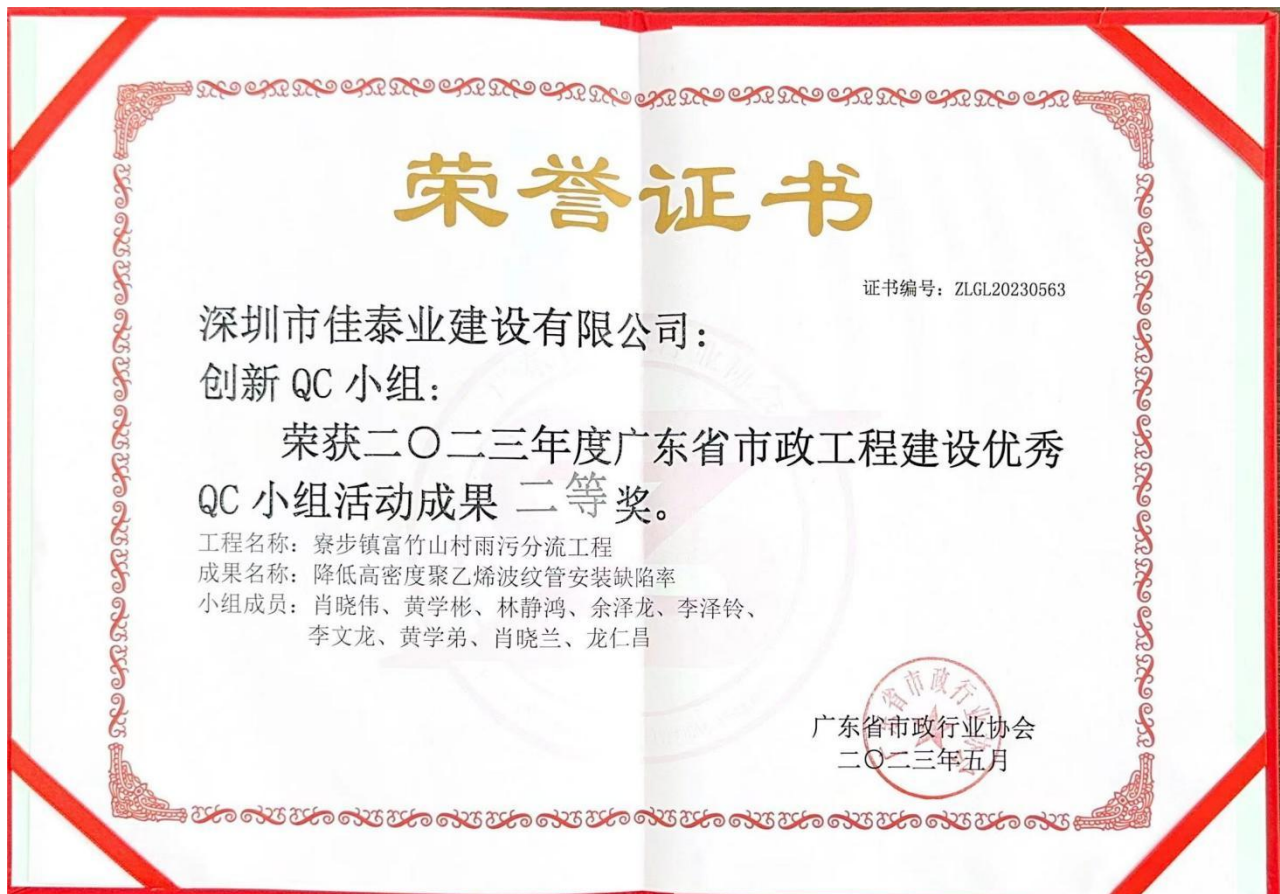 荣誉证书
证书编号：ZLGL20230563
深圳市佳泰业建设有限公司：
创新 QC 小组：
荣获二〇二三年度广东省市政工程建设优秀
QC 小组活动成果 二等 奖。
工程名称：寮步镇富竹山村雨污分流工程
成果名称：降低高密度聚乙烯波纹管安装缺陷率
小组成员：肖晓伟、黄学彬、林静鸿、余泽龙、李泽铃、
李文龙、黄学弟、肖晓兰、龙仁昌
广东省市政行业协会
二〇二三年五月